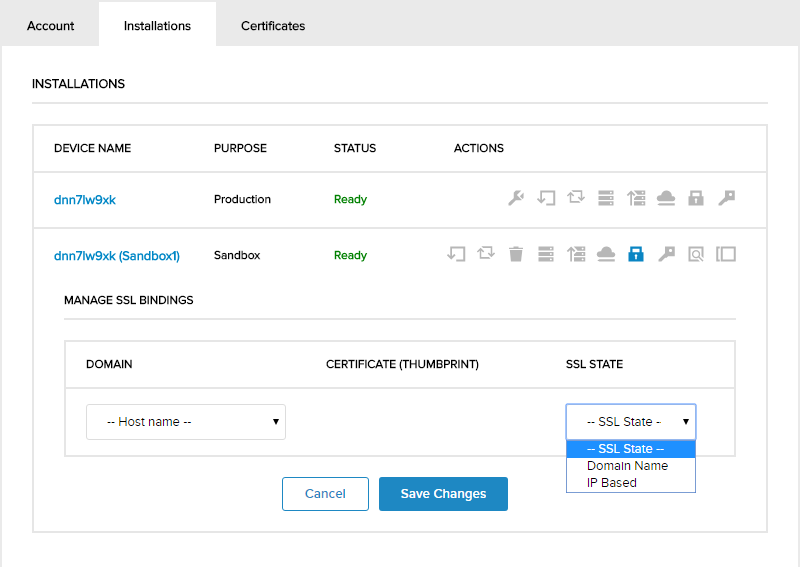 Account Installations Certificates
INSTALLATIONS
DEVICE NAME PURPOSE STATUS ACTIONS
dnn7lw9xk Production Ready
dnn7lw9xk (Sandbox1) Sandbox Ready
MANAGE SSL BINDINGS
DOMAIN CERTIFICATE (THUMBPRINT) SSL STATE
-- Host name -- -- SSL State -
-- SSL State --
Domain Name
IP Based
Cancel Save Changes